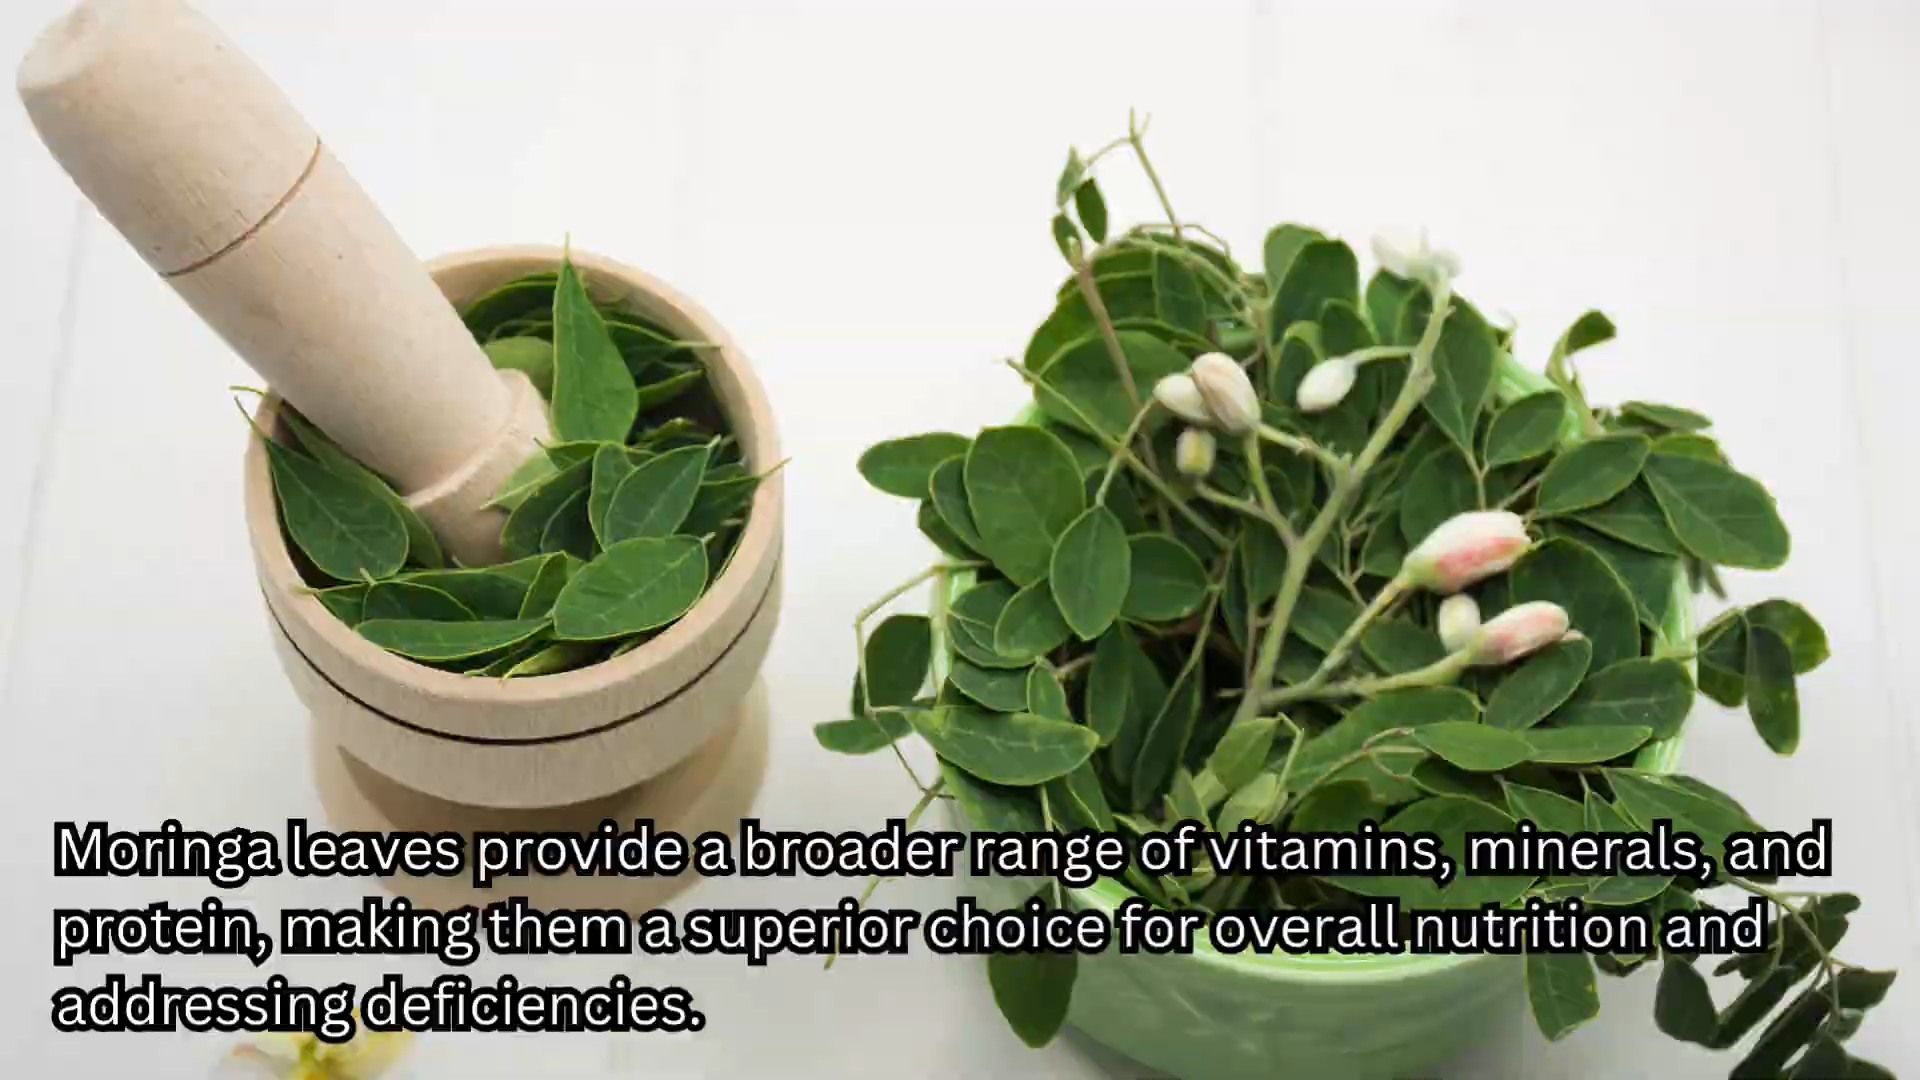 Moringa leaves provide a broader range of vitamins, minerals, and
protein, making them a superior choice for overall nutrition and
addressing deficiencies.